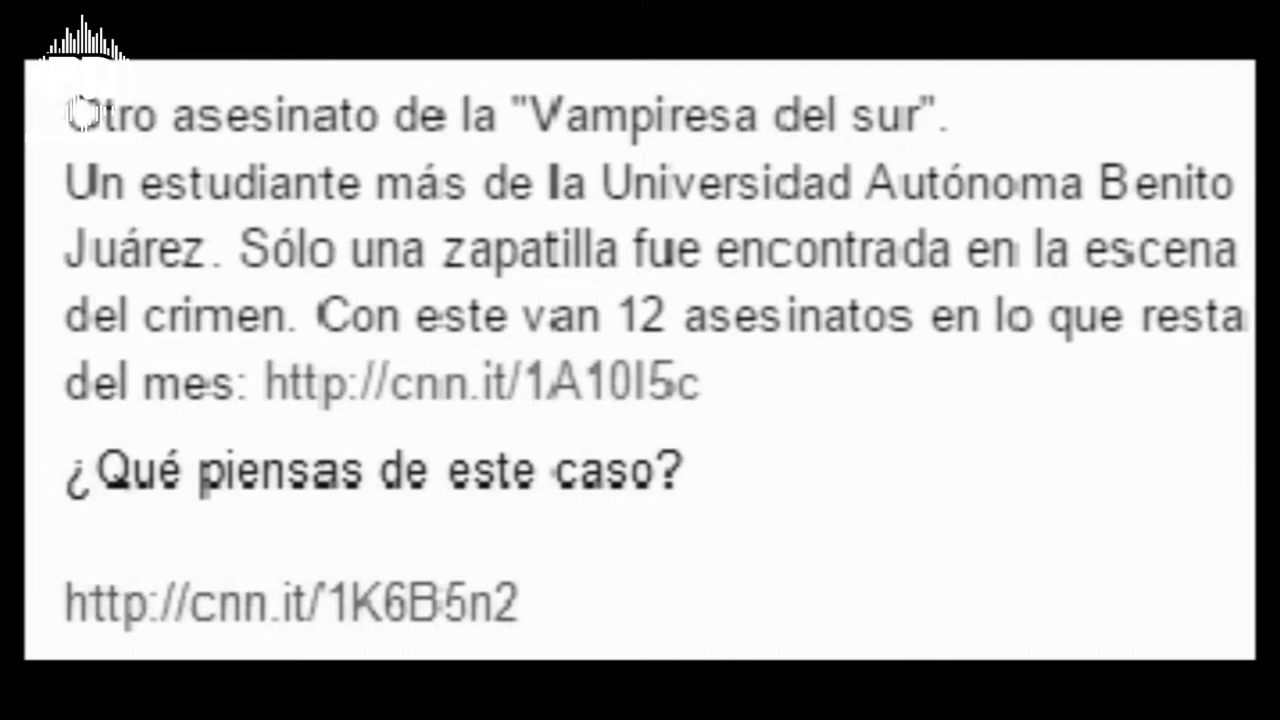 Otro asesinato de la "Vampiresa del sur".
Un estudiante más de la Universidad Autónoma Benito
Juárez. Sólo una zapatilla fue encontrada en la escena
del crimen. Con este van 12 asesinatos en lo que resta
del mes: http://cnn.it/1A10I5c
¿Qué piensas de este caso?
http://cnn.it/1K6B5n2